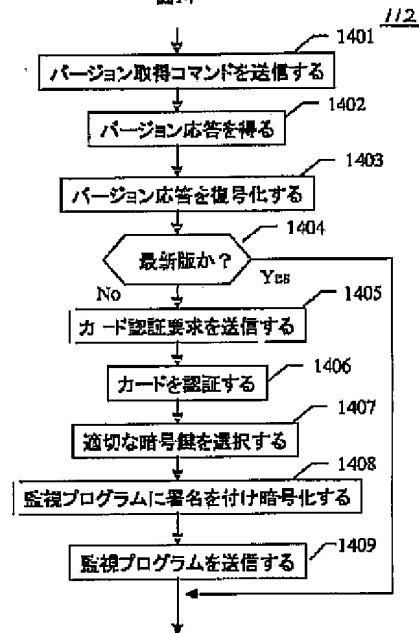 112
1401
バージョン取得コマンドを送信する
1402
バージョン応答を得る
1403
バージョン応答を復号化する
1404
最新版か？
Yes
No
1405
カード認証要求を送信する
1406
カードを認証する
1407
適切な暗号鍵を選択する
1408
監視プログラムに署名を付け暗号化する
1409
監視プログラムを送信する